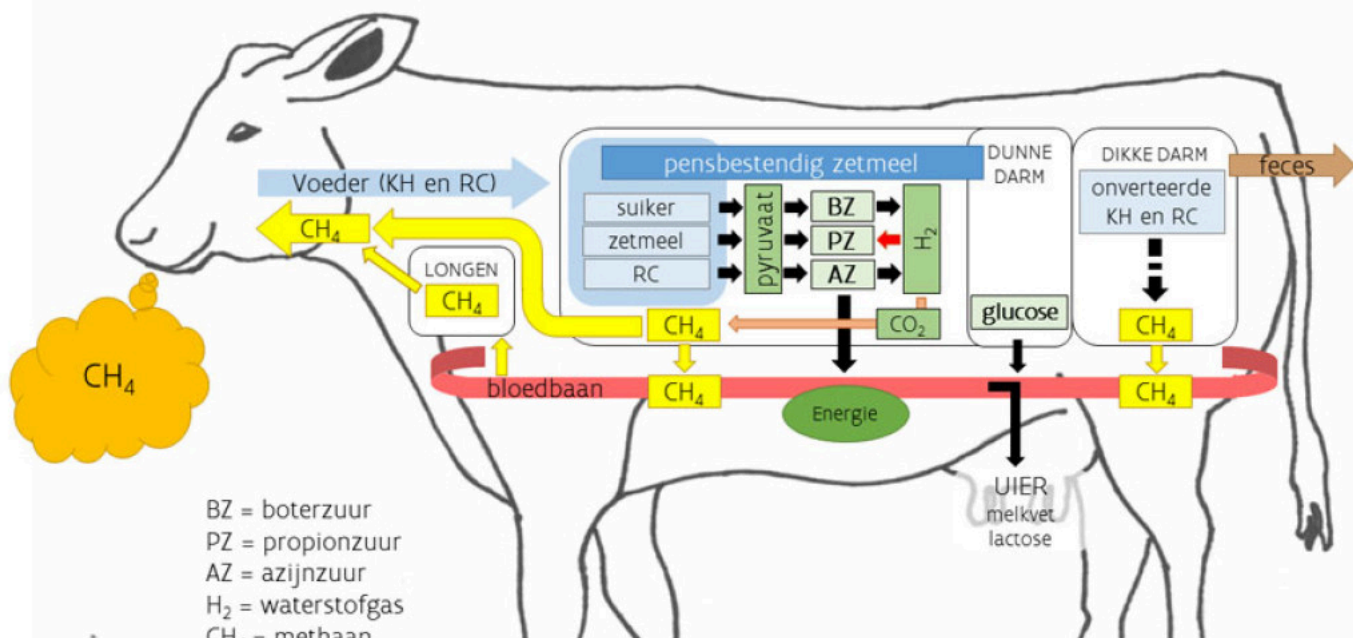 pensbestendig zetmeel
DUNNE
DARM
DIKKE DARM
feces
Voeder (KH en RC)
onverteerde
KH en RC
suiker
zetmeel
RC
pyruvaat
BZ
PZ
AZ
H₂
CH₄
LONGEN
CH₄
CH₄
CO₂
glucose
CH₄
CH₄
bloedbaan
CH₄
CH₄
Energie
UIER
melkvet
lactose
BZ = boterzuur
PZ = propionzuur
AZ = azijnzuur
H₂ = waterstofgas
CH₄ = methaan